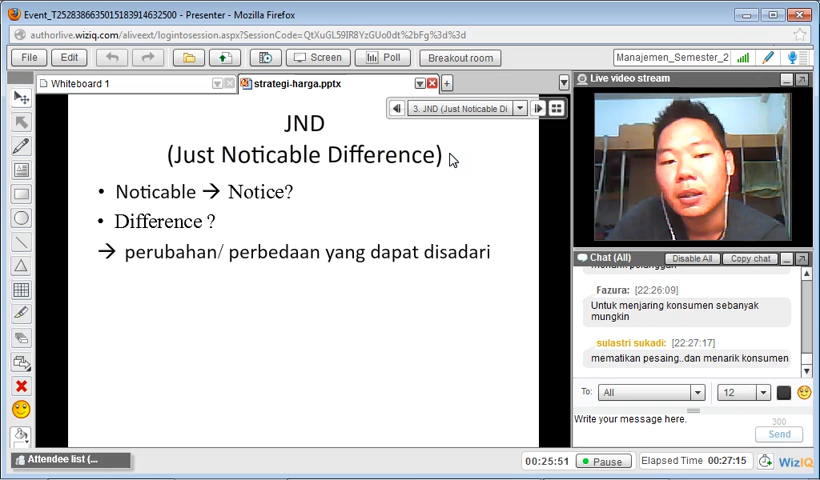 Event_T2528386630515183914632500 - Presenter - Mozilla Firefox
authorlive.wiziq.com/aliveext/logintosession.aspx?SessionCode=QtXuGL59IR8YzGUo0dt%2bFg%3d%3d
File Edit Screen Poll Breakout room Manajemen_Semester_2
Whiteboard 1 strategi-harga.pptx Live video stream
3. JND (Just Noticable Di
JND
(Just Noticable Difference)
• Noticable → Notice?
• Difference ?
→ perubahan/ perbedaan yang dapat disadari
Chat (All) Disable All Copy chat
menarik pelanggan
Fazura: [22:26:09]
Untuk menjaring konsumen sebanyak
mungkin
sulastri sukadi: [22:27:17]
mematikan pesaing..dan menarik konsumen
To: All 12
Write your message here.
300
Send
Attendee list (...
00:25:51 Pause Elapsed Time 00:27:15 WizIQ